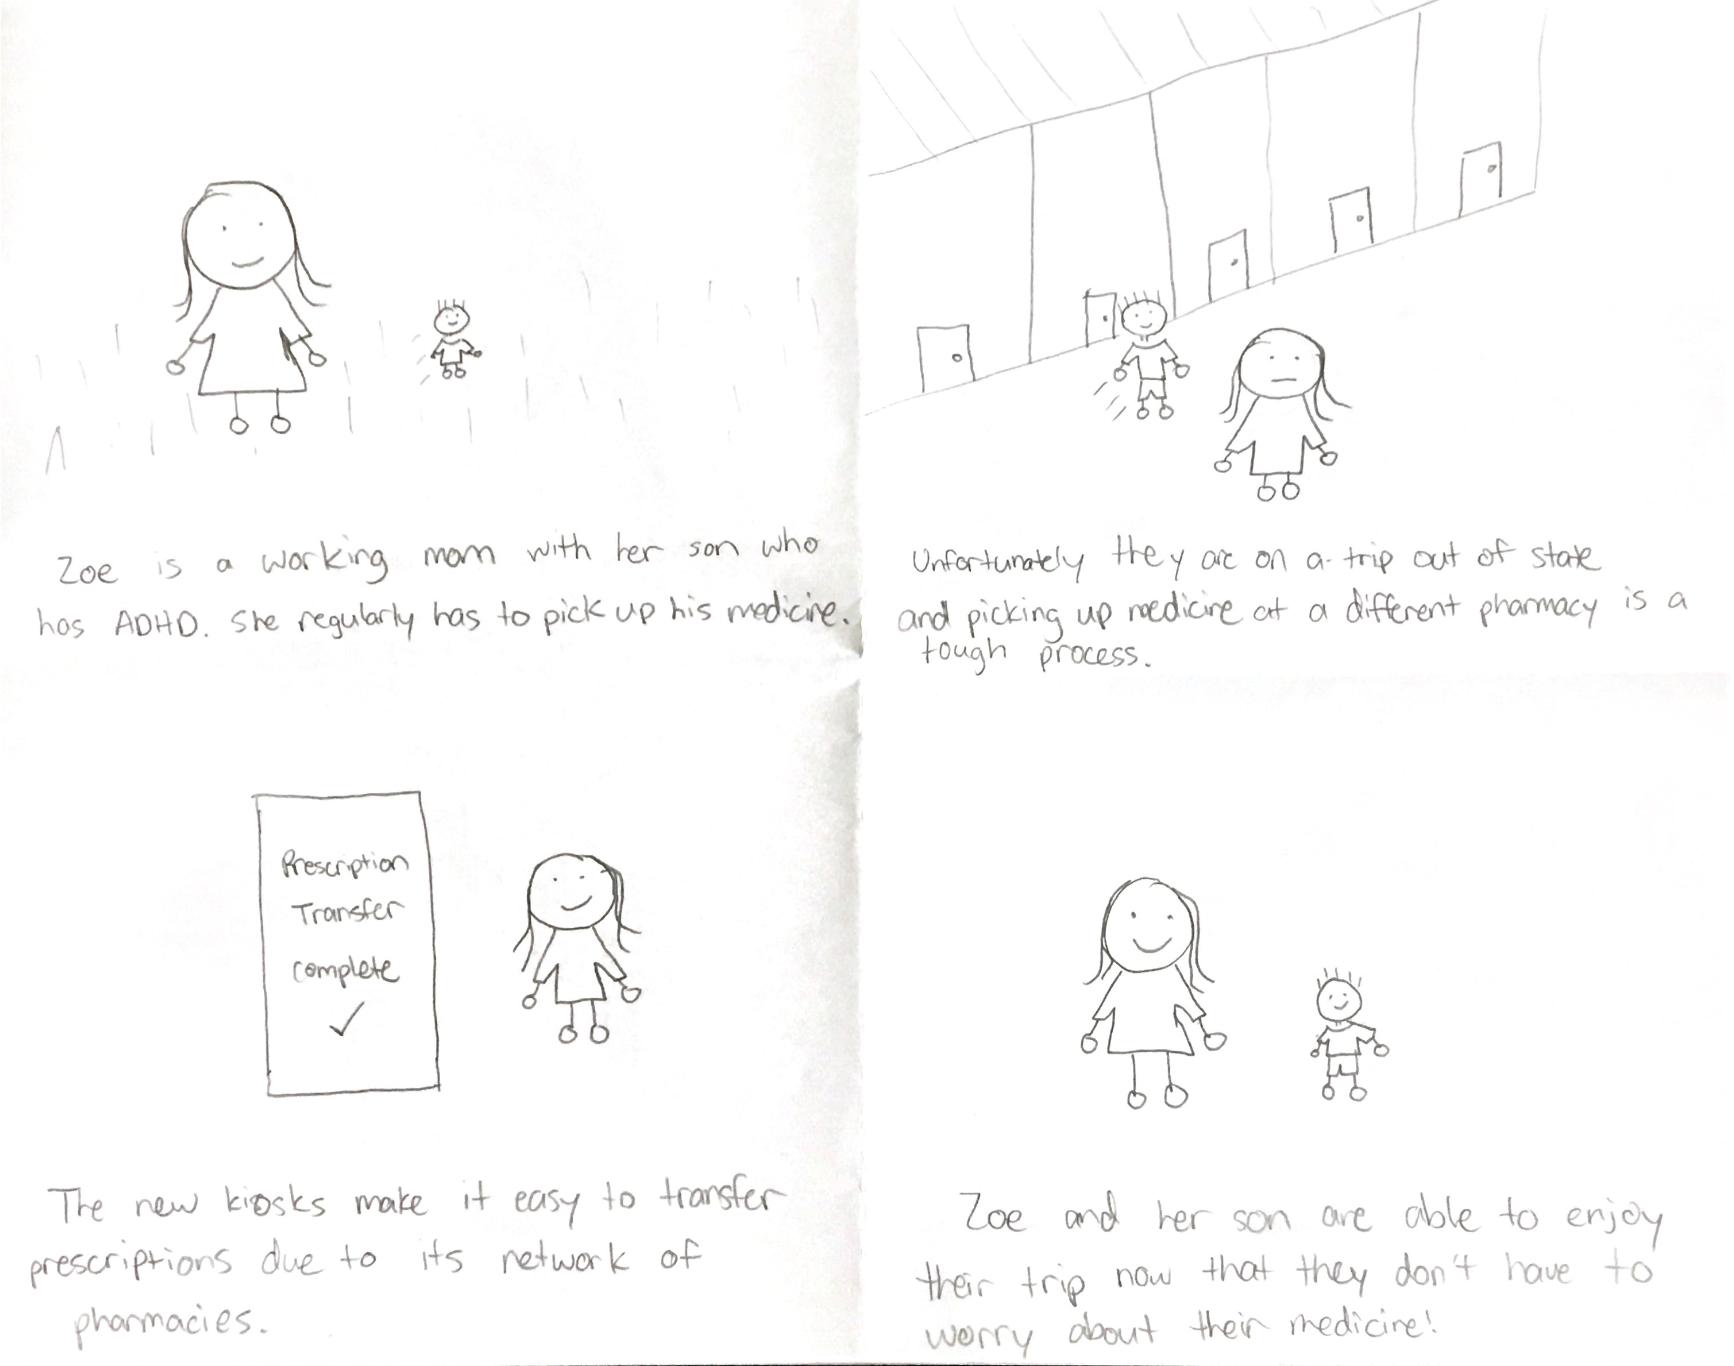 Zoe is a working mom with her son who
has ADHD. She regularly has to pick up his medicine.
Unfortunately they are on a trip out of state
and picking up medicine at a different pharmacy is a
tough process.
Prescription
Transfer
Complete
✓
The new kiosks make it easy to transfer
prescriptions due to its network of
pharmacies.
Zoe and her son are able to enjoy
their trip now that they don't have to
worry about their medicine!